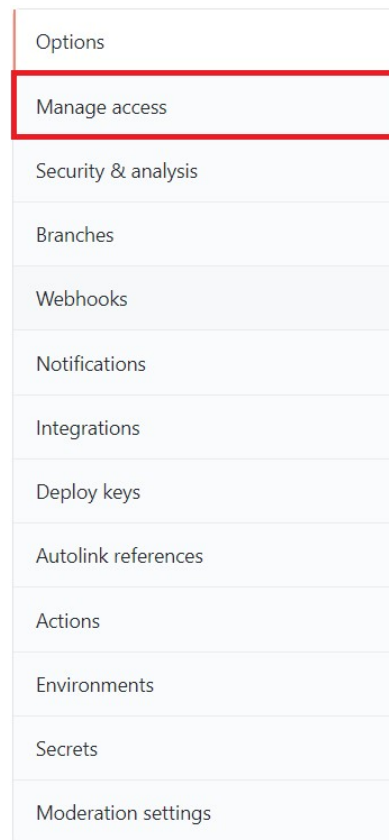 Options
Manage access
Security & analysis
Branches
Webhooks
Notifications
Integrations
Deploy keys
Autolink references
Actions
Environments
Secrets
Moderation settings